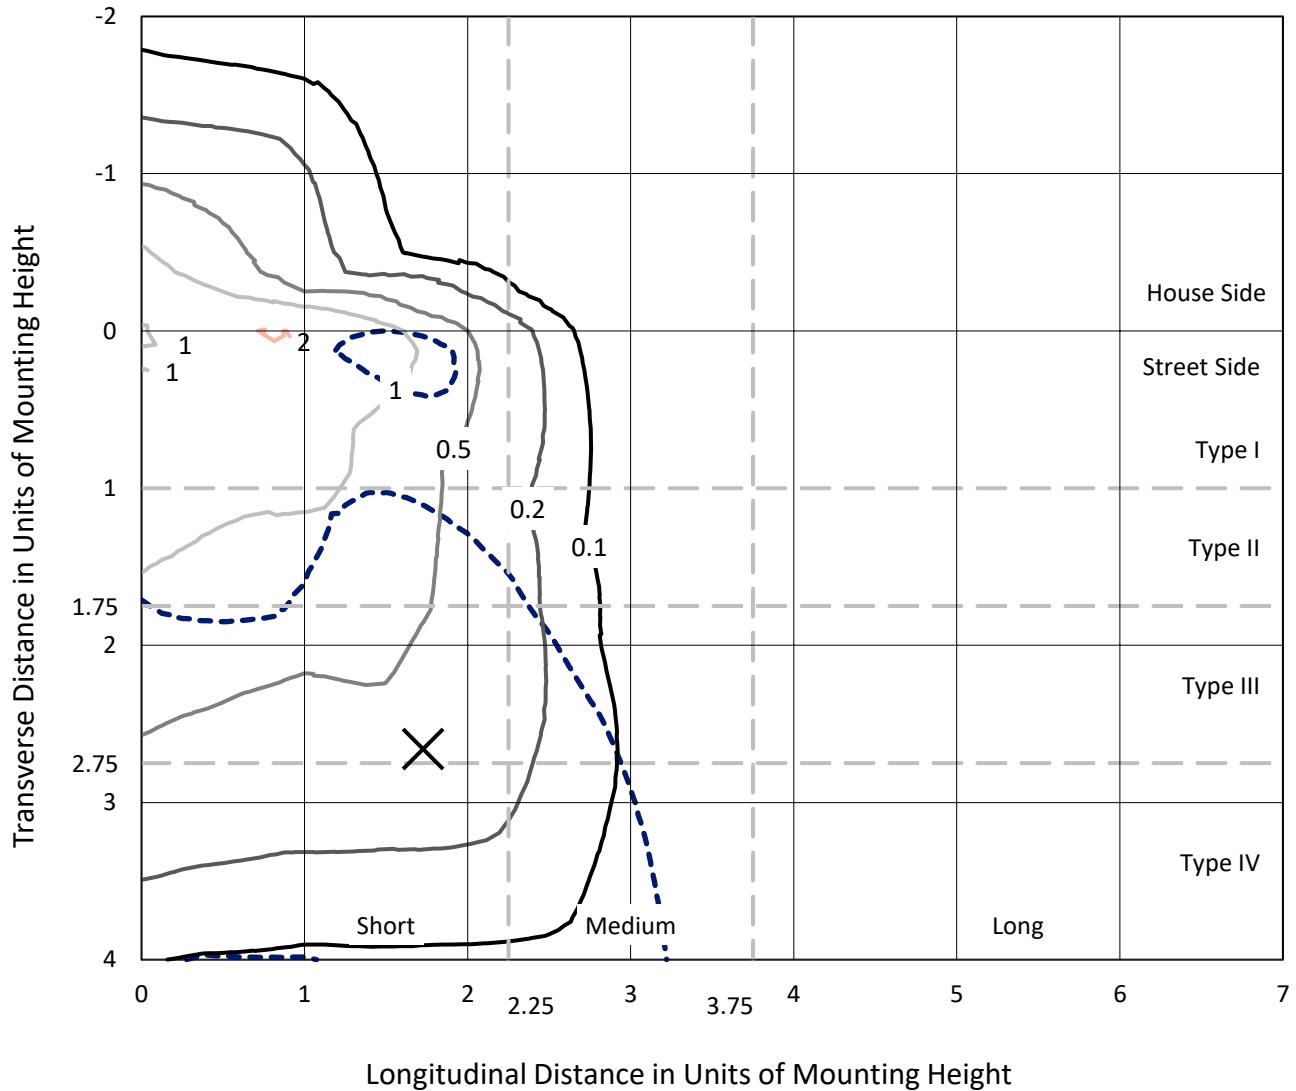 -2
-1
House Side
0
2
1
Street Side
1
1
0.5
Type I
1
0.2
0.1
Type II
1.75
2
Type III
2.75
3
Type IV
Short
Medium
Long
4
0
1
2
2.25
3
3.75
4
5
6
7
Transverse Distance in Units of Mounting Height
Longitudinal Distance in Units of Mounting Height